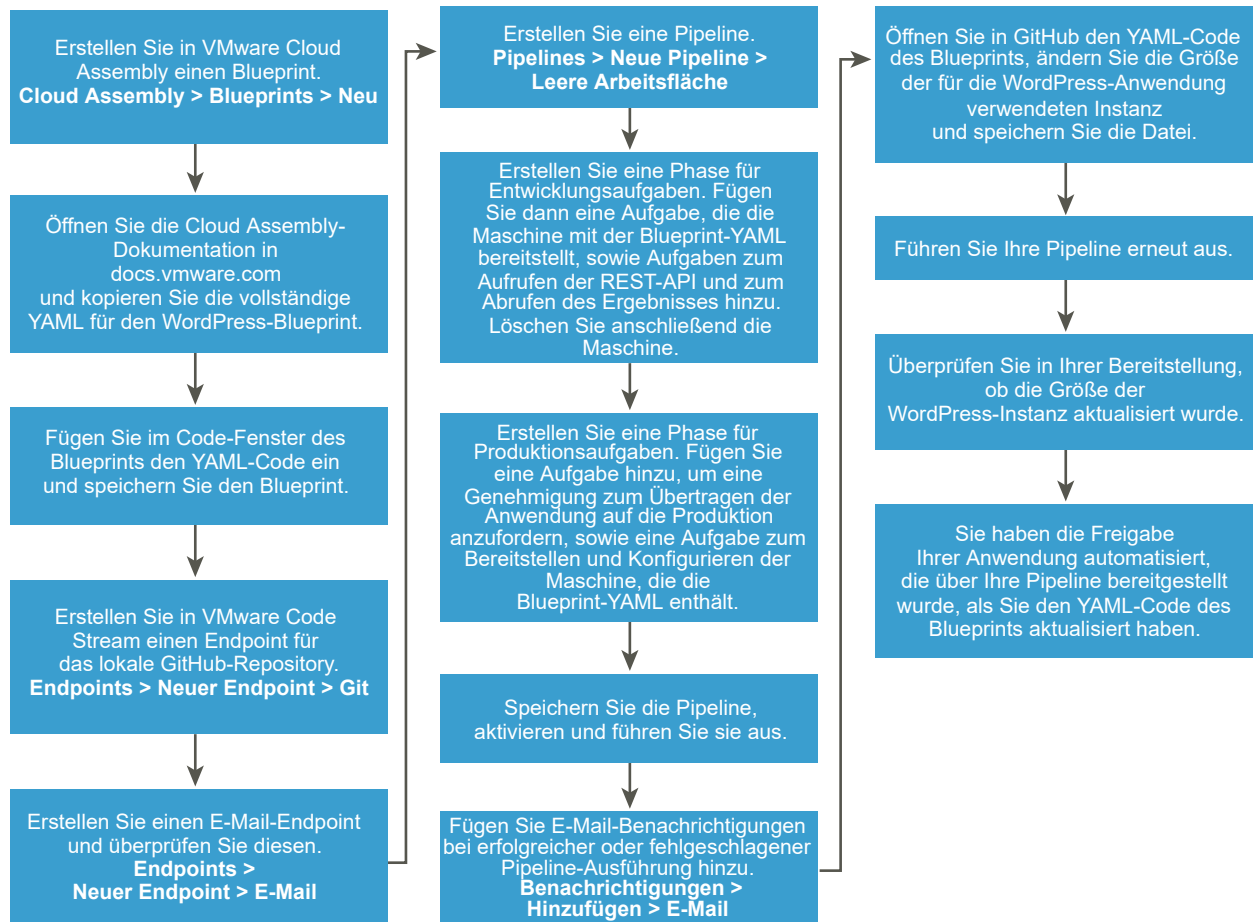 Erstellen Sie in VMware Cloud
Assembly einen Blueprint.
Cloud Assembly > Blueprints > Neu
Öffnen Sie die Cloud Assembly-
Dokumentation in
docs.vmware.com
und kopieren Sie die vollständige
YAML für den WordPress-Blueprint.
Fügen Sie im Code-Fenster des
Blueprints den YAML-Code ein
und speichern Sie den Blueprint.
Erstellen Sie in VMware Code
Stream einen Endpoint für
das lokale GitHub-Repository.
Endpoints > Neuer Endpoint > Git
Erstellen Sie einen E-Mail-Endpoint
und überprüfen Sie diesen.
Endpoints >
Neuer Endpoint > E-Mail
Erstellen Sie eine Pipeline.
Pipelines > Neue Pipeline >
Leere Arbeitsfläche
Erstellen Sie eine Phase für
Entwicklungsaufgaben. Fügen
Sie dann eine Aufgabe, die die
Maschine mit der Blueprint-YAML
bereitstellt, sowie Aufgaben zum
Aufrufen der REST-API und zum
Abrufen des Ergebnisses hinzu.
Löschen Sie anschließend die
Maschine.
Erstellen Sie eine Phase für
Produktionsaufgaben. Fügen Sie
eine Aufgabe hinzu, um eine
Genehmigung zum Übertragen der
Anwendung auf die Produktion
anzufordern, sowie eine Aufgabe zum
Bereitstellen und Konfigurieren der
Maschine, die die
Blueprint-YAML enthält.
Speichern Sie die Pipeline,
aktivieren und führen Sie sie aus.
Fügen Sie E-Mail-Benachrichtigungen
bei erfolgreicher oder fehlgeschlagener
Pipeline-Ausführung hinzu.
Benachrichtigungen >
Hinzufügen > E-Mail
Öffnen Sie in GitHub den YAML-Code
des Blueprints, ändern Sie die Größe
der für die WordPress-Anwendung
verwendeten Instanz
und speichern Sie die Datei.
Führen Sie Ihre Pipeline erneut aus.
Überprüfen Sie in Ihrer Bereitstellung,
ob die Größe der
WordPress-Instanz aktualisiert wurde.
Sie haben die Freigabe
Ihrer Anwendung automatisiert,
die über Ihre Pipeline bereitgestellt
wurde, als Sie den YAML-Code des
Blueprints aktualisiert haben.